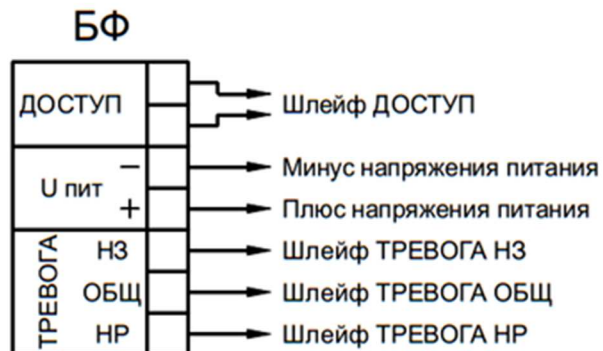 БФ
ДОСТУП
Шлейф ДОСТУП
U пит
−
Минус напряжения питания
+
Плюс напряжения питания
ТРЕВОГА
НЗ
Шлейф ТРЕВОГА НЗ
ОБЩ
Шлейф ТРЕВОГА ОБЩ
НР
Шлейф ТРЕВОГА НР